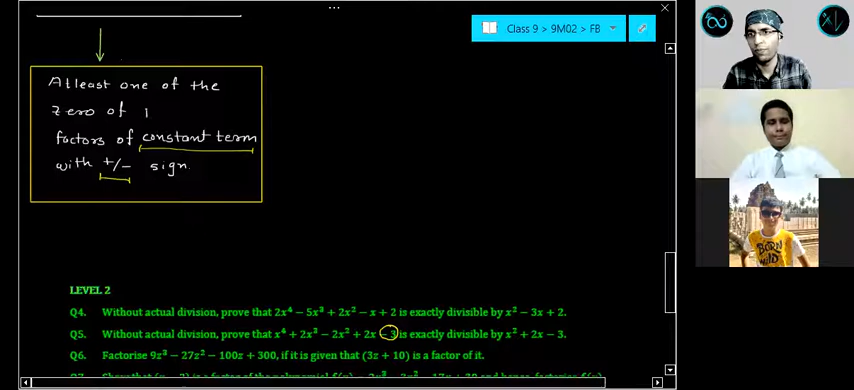 Class 9 > 9M02 > FB
Atleast one of the
zero of 1
factors of constant term
with +/- sign.
LEVEL 2
Q4. Without actual division, prove that 2x⁴ − 5x³ + 2x² − x + 2 is exactly divisible by x² − 3x + 2.
Q5. Without actual division, prove that x⁴ + 2x³ − 2x² + 2x − 3 is exactly divisible by x² + 2x − 3.
Q6. Factorise 9z³ − 27z² − 100z + 300, if it is given that (3z + 10) is a factor of it.
BORN
WILD